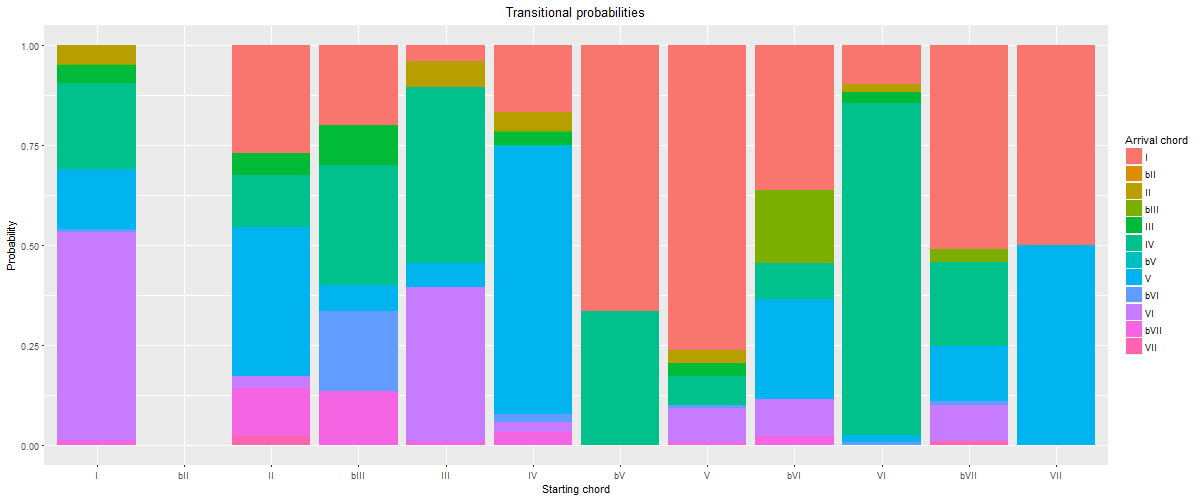 Transitional probabilities
1.00
0.75
0.50
0.25
0.00
Probability
I
bII
II
bIII
III
IV
bV
V
bVI
VI
bVII
VII
Starting chord
Arrival chord
I
bII
II
bIII
III
IV
bV
V
bVI
VI
bVII
VII